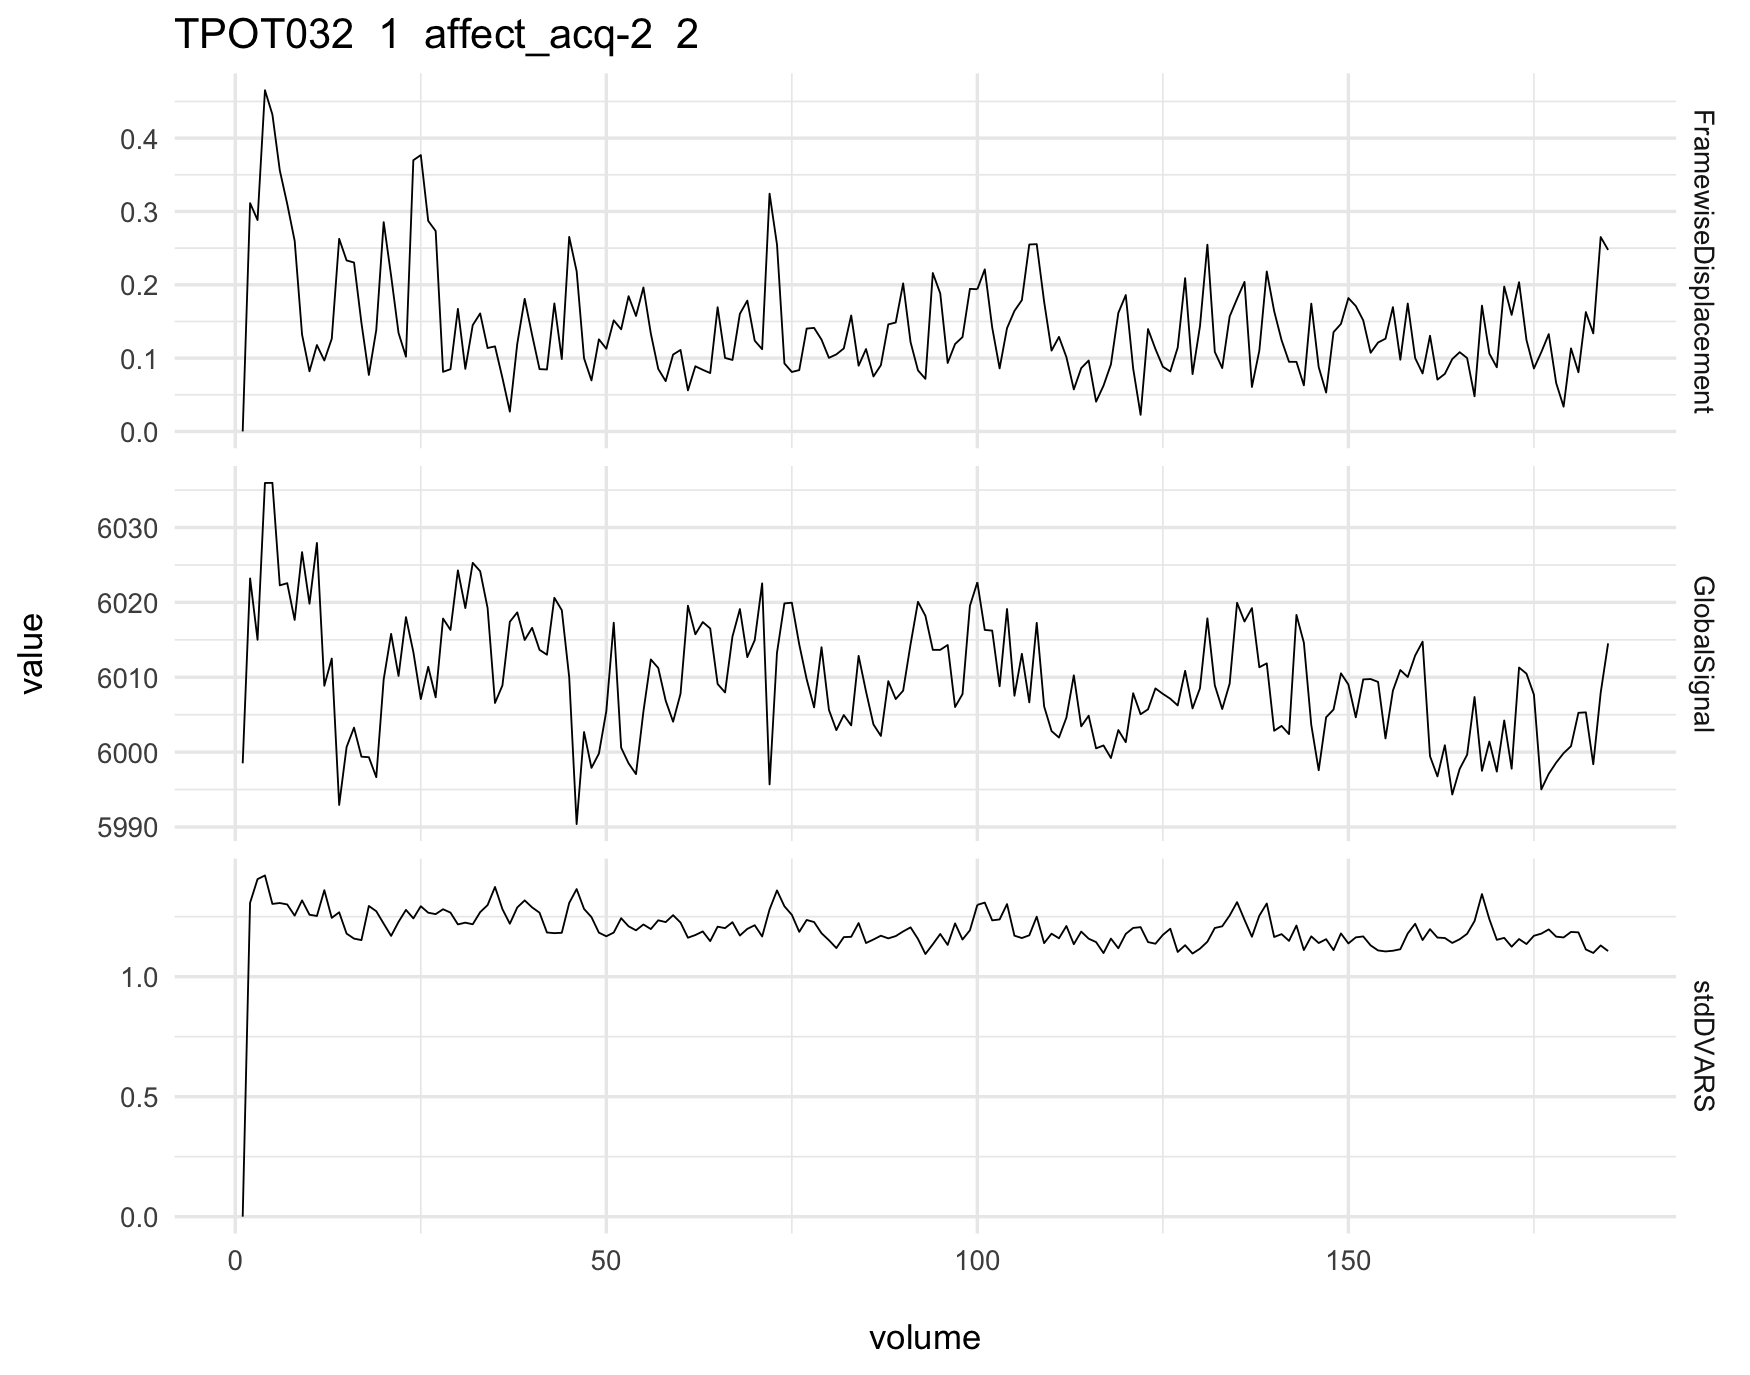 TPOT032  1  affect_acq-2  2
value
0.4
0.3
0.2
0.1
0.0
FramewiseDisplacement
6030
6020
6010
6000
5990
GlobalSignal
1.0
0.5
0.0
stdDVARS
0 50 100 150
volume